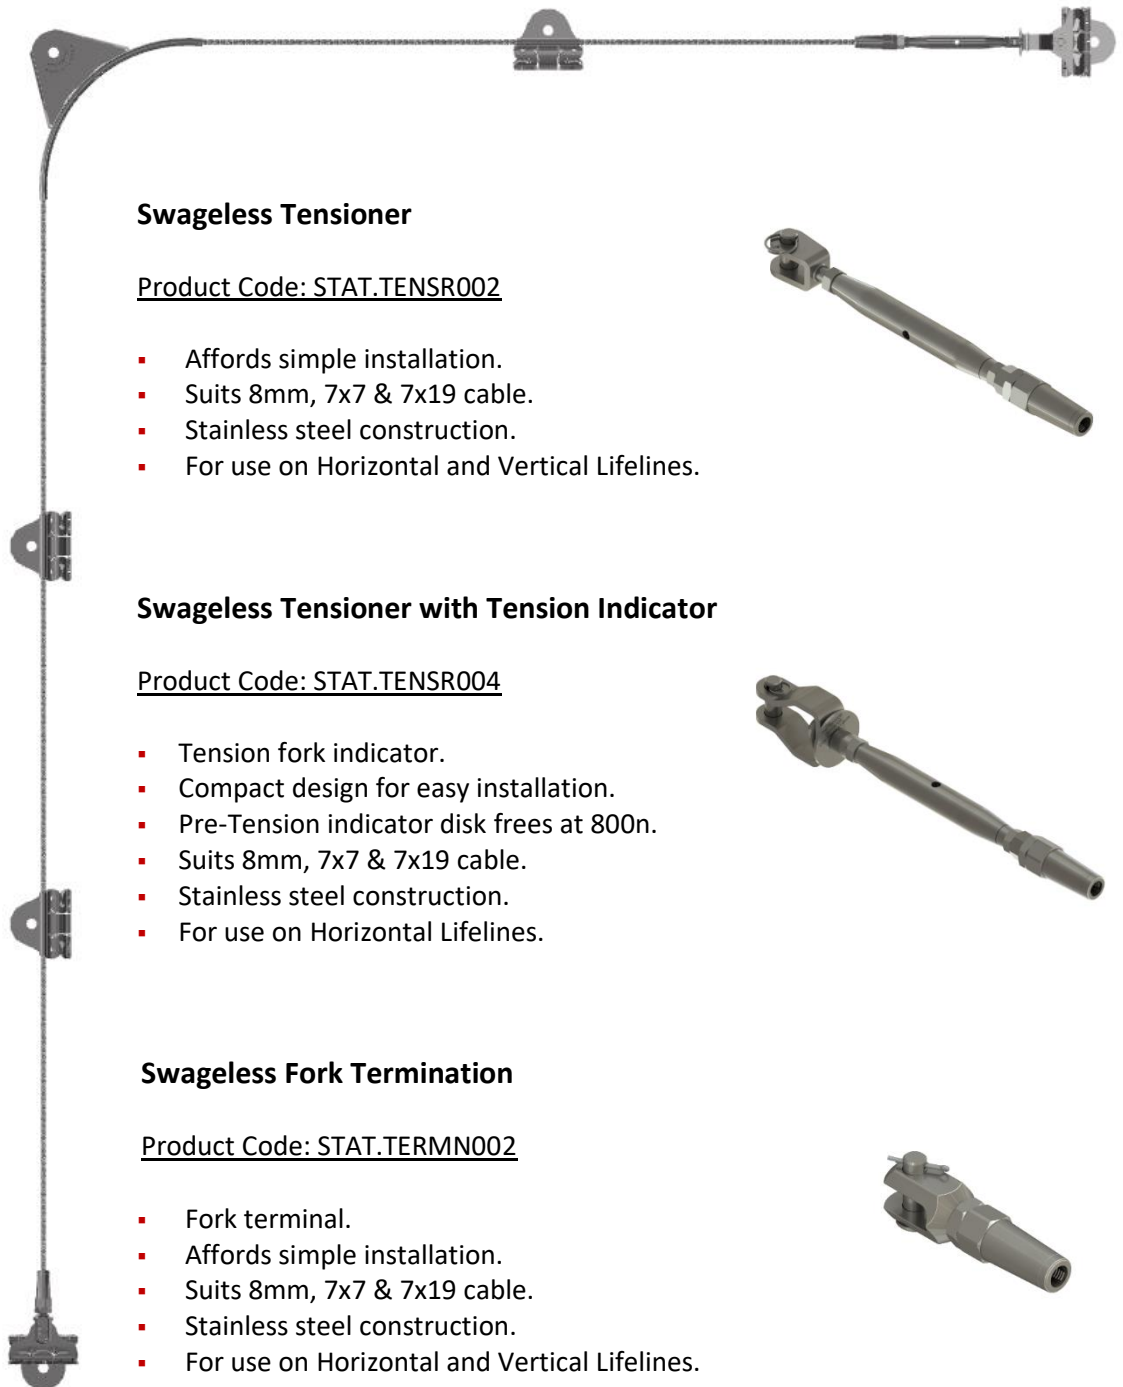 Swageless Tensioner
Product Code: STAT.TENSR002
▪ Affords simple installation.
▪ Suits 8mm, 7x7 & 7x19 cable.
▪ Stainless steel construction.
▪ For use on Horizontal and Vertical Lifelines.
Swageless Tensioner with Tension Indicator
Product Code: STAT.TENSR004
▪ Tension fork indicator.
▪ Compact design for easy installation.
▪ Pre-Tension indicator disk frees at 800n.
▪ Suits 8mm, 7x7 & 7x19 cable.
▪ Stainless steel construction.
▪ For use on Horizontal Lifelines.
Swageless Fork Termination
Product Code: STAT.TERMN002
▪ Fork terminal.
▪ Affords simple installation.
▪ Suits 8mm, 7x7 & 7x19 cable.
▪ Stainless steel construction.
▪ For use on Horizontal and Vertical Lifelines.